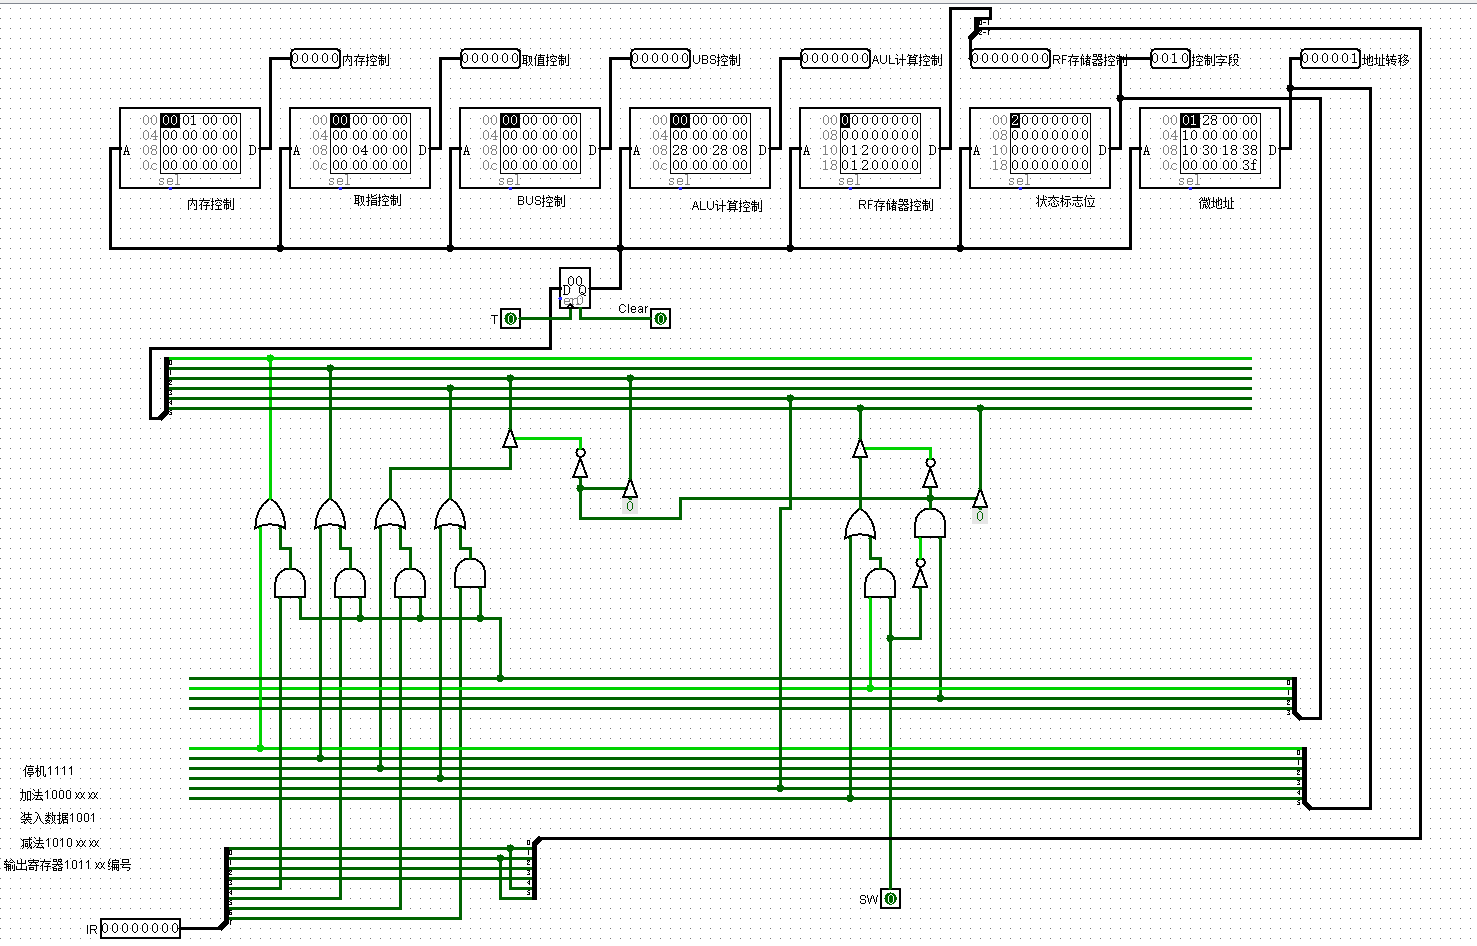 00000 内存控制
000000 取值控制
000000 UBS控制
0000000 AUL计算控制
00000000 RF存储器控制
0010 控制字段
000001 地址转移
00 00 01 00 00
04 00 00 00 00
08 00 00 00 00
0c 00 00 00 00
A D
sel
内存控制
00 00 00 00 00
04 00 00 00 00
08 00 04 00 00
0c 00 00 00 00
A D
sel
取指控制
00 00 00 00 00
04 00 00 00 00
08 00 00 00 00
0c 00 00 00 00
A D
sel
BUS控制
00 00 00 00 00
04 00 00 00 00
08 28 00 28 08
0c 00 00 00 00
A D
sel
ALU计算控制
00 00000000
08 00000000
10 01200000
18 01200000
A D
sel
RF存储器控制
00 20000000
08 00000000
10 00000000
18 00000000
A D
sel
状态标志位
00 01 28 00 00
04 10 00 00 00
08 10 30 18 38
0c 10 00 00 3f
A D
sel
微地址
00
D Q
en 0
T 0
Clear 0
0
0
停机1111
加法1000 xx xx
装入数据1001
减法1010 xx xx
输出寄存器1011 xx 编号
SW 0
IR 00000000